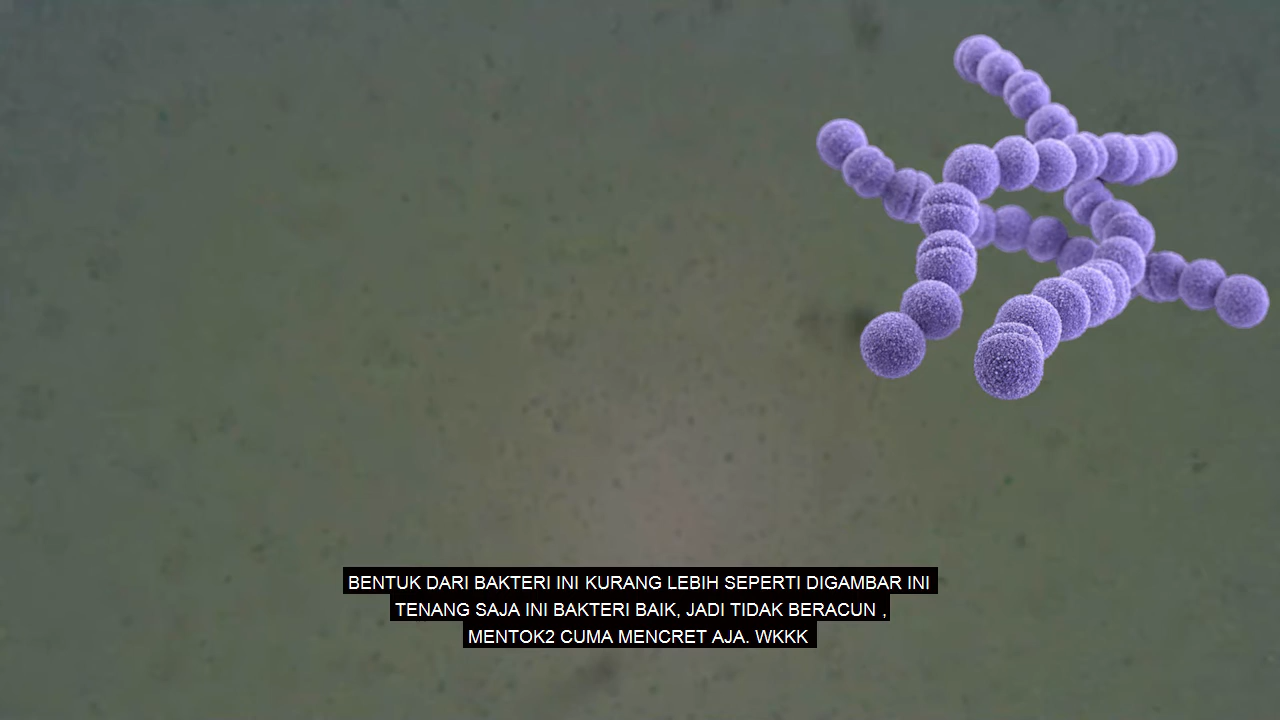 BENTUK DARI BAKTERI INI KURANG LEBIH SEPERTI DIGAMBAR INI
TENANG SAJA INI BAKTERI BAIK, JADI TIDAK BERACUN ,
MENTOK2 CUMA MENCRET AJA. WKKK